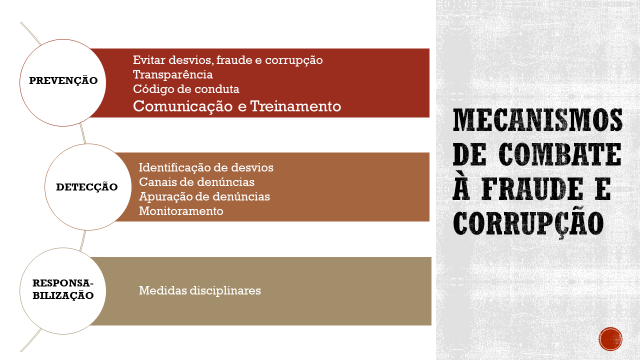 PREVENÇÃO
Evitar desvios, fraude e corrupção
Transparência
Código de conduta
Comunicação e Treinamento
DETECÇÃO
Identificação de desvios
Canais de denúncias
Apuração de denúncias
Monitoramento
RESPONSA-
BILIZAÇÃO
Medidas disciplinares
MECANISMOS
DE COMBATE
À FRAUDE E
CORRUPÇÃO